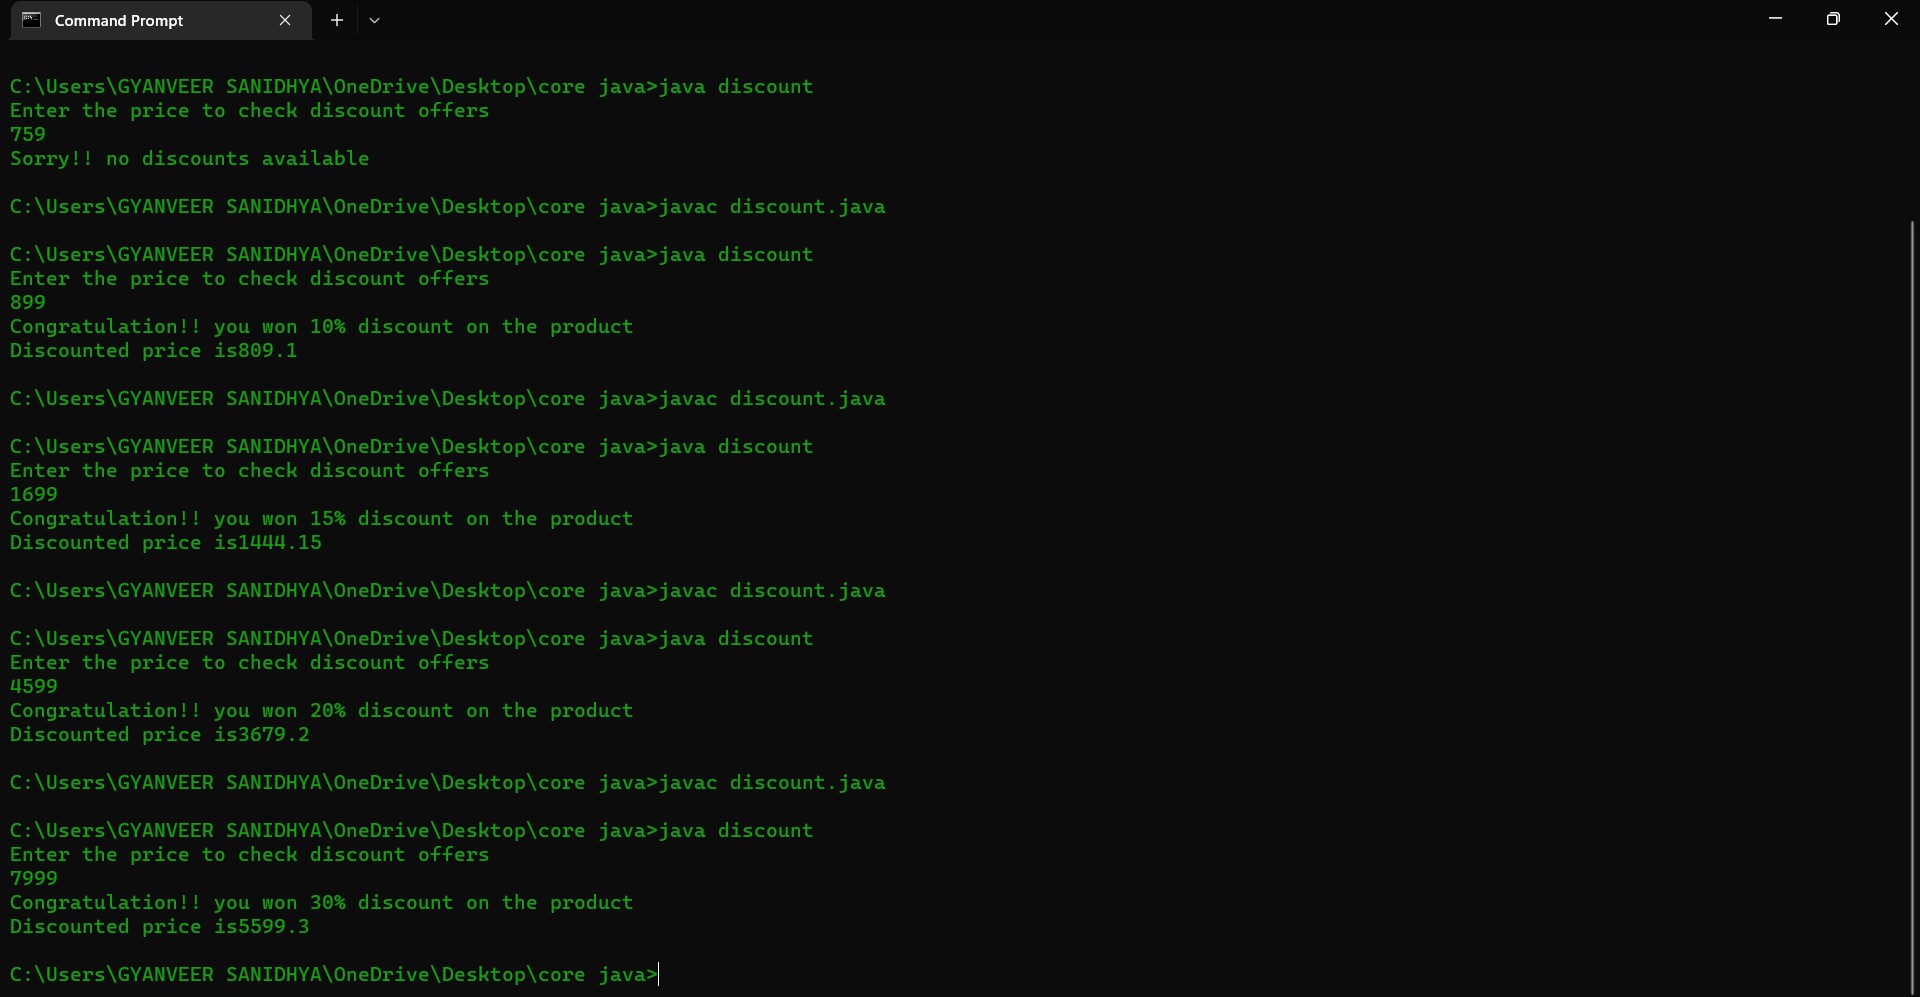 Command Prompt
C:\Users\GYANVEER SANIDHYA\OneDrive\Desktop\core java>java discount
Enter the price to check discount offers
759
Sorry!! no discounts available
C:\Users\GYANVEER SANIDHYA\OneDrive\Desktop\core java>javac discount.java
C:\Users\GYANVEER SANIDHYA\OneDrive\Desktop\core java>java discount
Enter the price to check discount offers
899
Congratulation!! you won 10% discount on the product
Discounted price is809.1
C:\Users\GYANVEER SANIDHYA\OneDrive\Desktop\core java>javac discount.java
C:\Users\GYANVEER SANIDHYA\OneDrive\Desktop\core java>java discount
Enter the price to check discount offers
1699
Congratulation!! you won 15% discount on the product
Discounted price is1444.15
C:\Users\GYANVEER SANIDHYA\OneDrive\Desktop\core java>javac discount.java
C:\Users\GYANVEER SANIDHYA\OneDrive\Desktop\core java>java discount
Enter the price to check discount offers
4599
Congratulation!! you won 20% discount on the product
Discounted price is3679.2
C:\Users\GYANVEER SANIDHYA\OneDrive\Desktop\core java>javac discount.java
C:\Users\GYANVEER SANIDHYA\OneDrive\Desktop\core java>java discount
Enter the price to check discount offers
7999
Congratulation!! you won 30% discount on the product
Discounted price is5599.3
C:\Users\GYANVEER SANIDHYA\OneDrive\Desktop\core java>